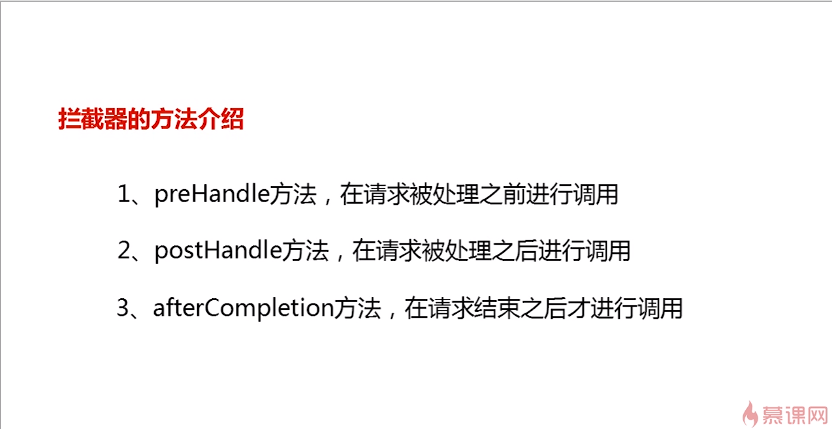 拦截器的方法介绍
1、preHandle方法，在请求被处理之前进行调用
2、postHandle方法，在请求被处理之后进行调用
3、afterCompletion方法，在请求结束之后才进行调用
慕课网